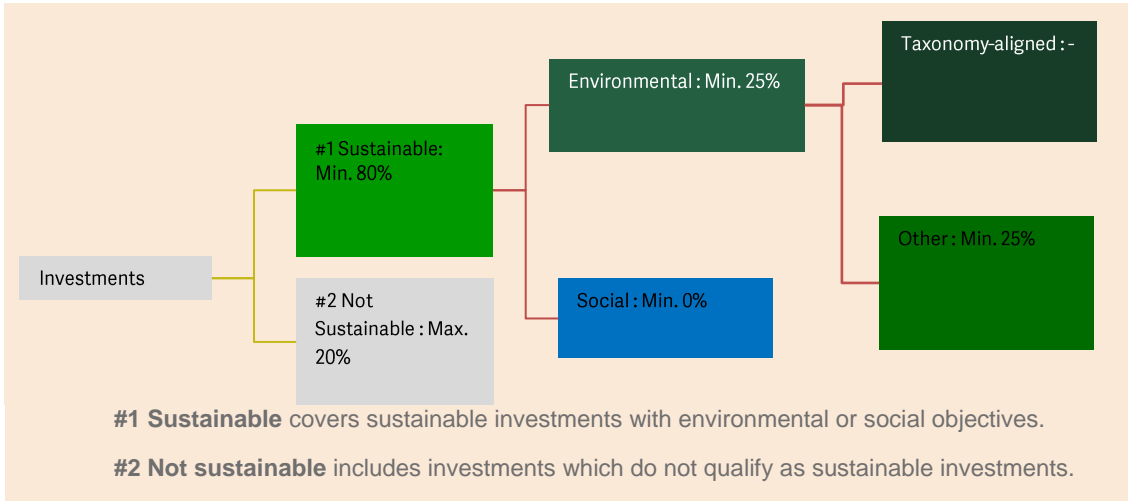 Taxonomy-aligned : -
Environmental : Min. 25%
#1 Sustainable:
Min. 80%
Other : Min. 25%
Investments
#2 Not
Sustainable : Max.
20%
Social : Min. 0%
#1 Sustainable covers sustainable investments with environmental or social objectives.
#2 Not sustainable includes investments which do not qualify as sustainable investments.